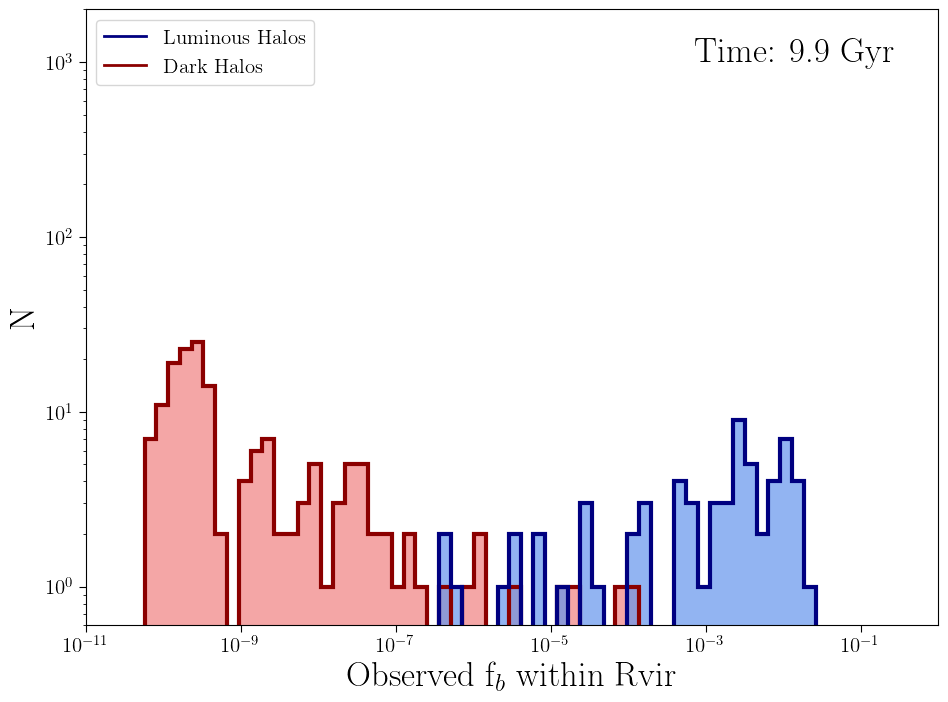 Luminous Halos
Dark Halos
Time: 9.9 Gyr
10³
10²
10¹
10⁰
N
10⁻¹¹ 10⁻⁹ 10⁻⁷ 10⁻⁵ 10⁻³ 10⁻¹
Observed f_b within Rvir